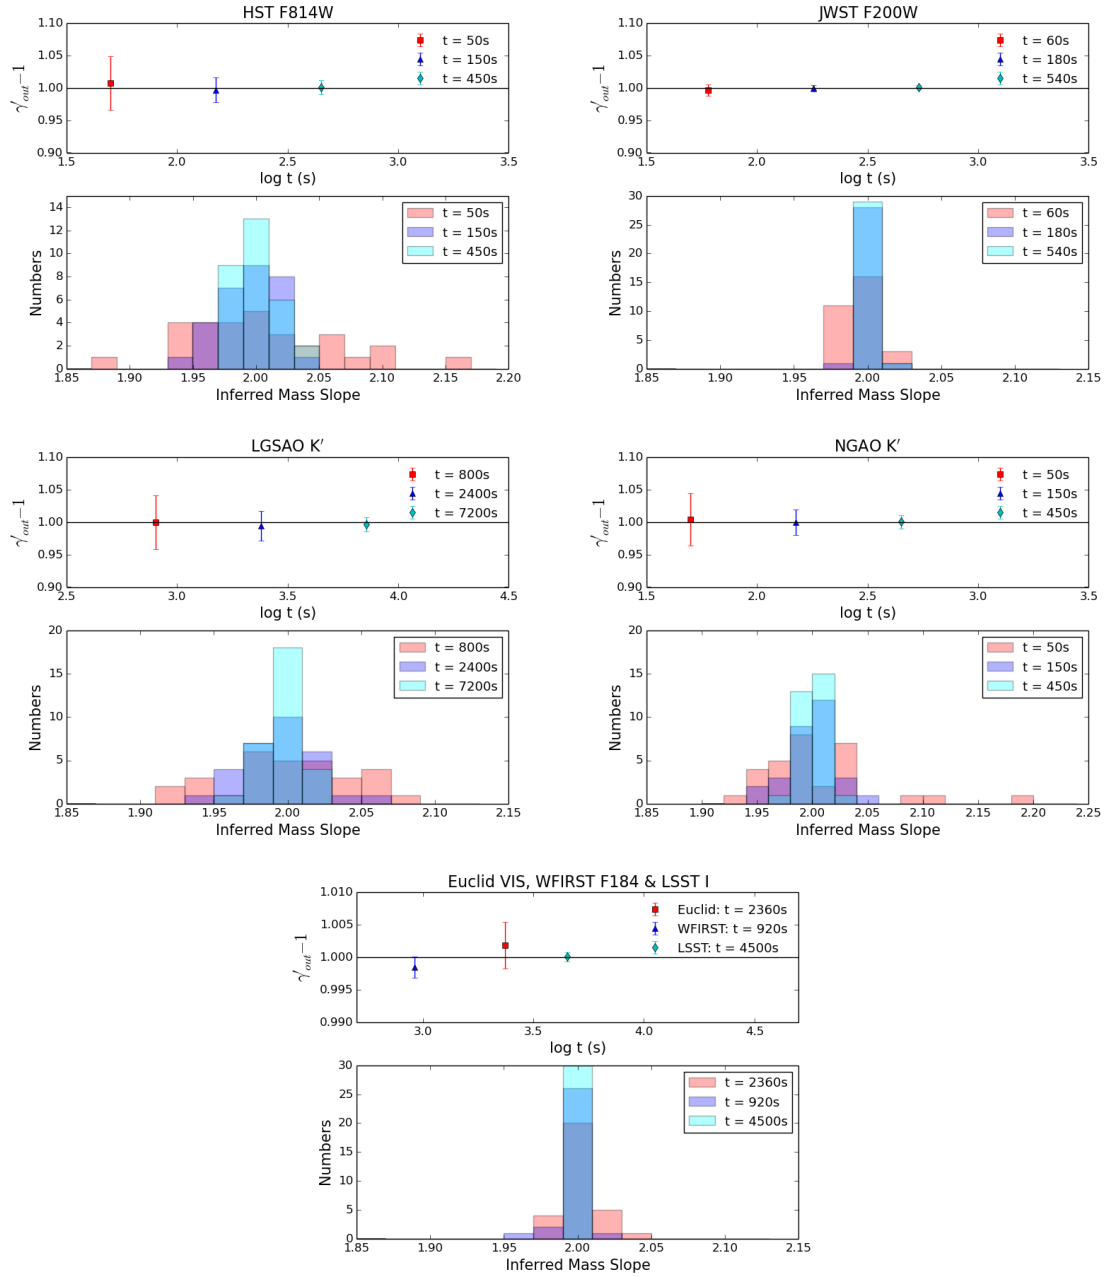 HST F814W
1.10
1.05
1.00
0.95
0.90
γ′out−1
t = 50s
t = 150s
t = 450s
1.5 2.0 2.5 3.0 3.5
log t (s)
14
12
10
8
6
4
2
0
Numbers
t = 50s
t = 150s
t = 450s
1.85 1.90 1.95 2.00 2.05 2.10 2.15 2.20
Inferred Mass Slope
JWST F200W
1.10
1.05
1.00
0.95
0.90
γ′out−1
t = 60s
t = 180s
t = 540s
1.5 2.0 2.5 3.0 3.5
log t (s)
30
25
20
15
10
5
0
Numbers
t = 60s
t = 180s
t = 540s
1.85 1.90 1.95 2.00 2.05 2.10 2.15
Inferred Mass Slope
LGSAO K′
1.10
1.05
1.00
0.95
0.90
γ′out−1
t = 800s
t = 2400s
t = 7200s
2.5 3.0 3.5 4.0 4.5
log t (s)
20
15
10
5
0
Numbers
t = 800s
t = 2400s
t = 7200s
1.85 1.90 1.95 2.00 2.05 2.10 2.15
Inferred Mass Slope
NGAO K′
1.10
1.05
1.00
0.95
0.90
γ′out−1
t = 50s
t = 150s
t = 450s
1.5 2.0 2.5 3.0 3.5
log t (s)
20
15
10
5
0
Numbers
t = 50s
t = 150s
t = 450s
1.85 1.90 1.95 2.00 2.05 2.10 2.15 2.20 2.25
Inferred Mass Slope
Euclid VIS, WFIRST F184 & LSST I
1.010
1.005
1.000
0.995
0.990
γ′out−1
Euclid: t = 2360s
WFIRST: t = 920s
LSST: t = 4500s
3.0 3.5 4.0 4.5
log t (s)
30
25
20
15
10
5
0
Numbers
t = 2360s
t = 920s
t = 4500s
1.85 1.90 1.95 2.00 2.05 2.10 2.15
Inferred Mass Slope